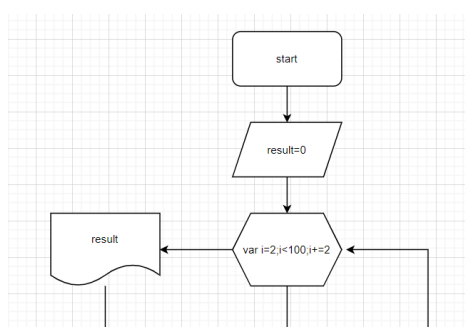 start
result=0
var i=2;i<100;i+=2
result